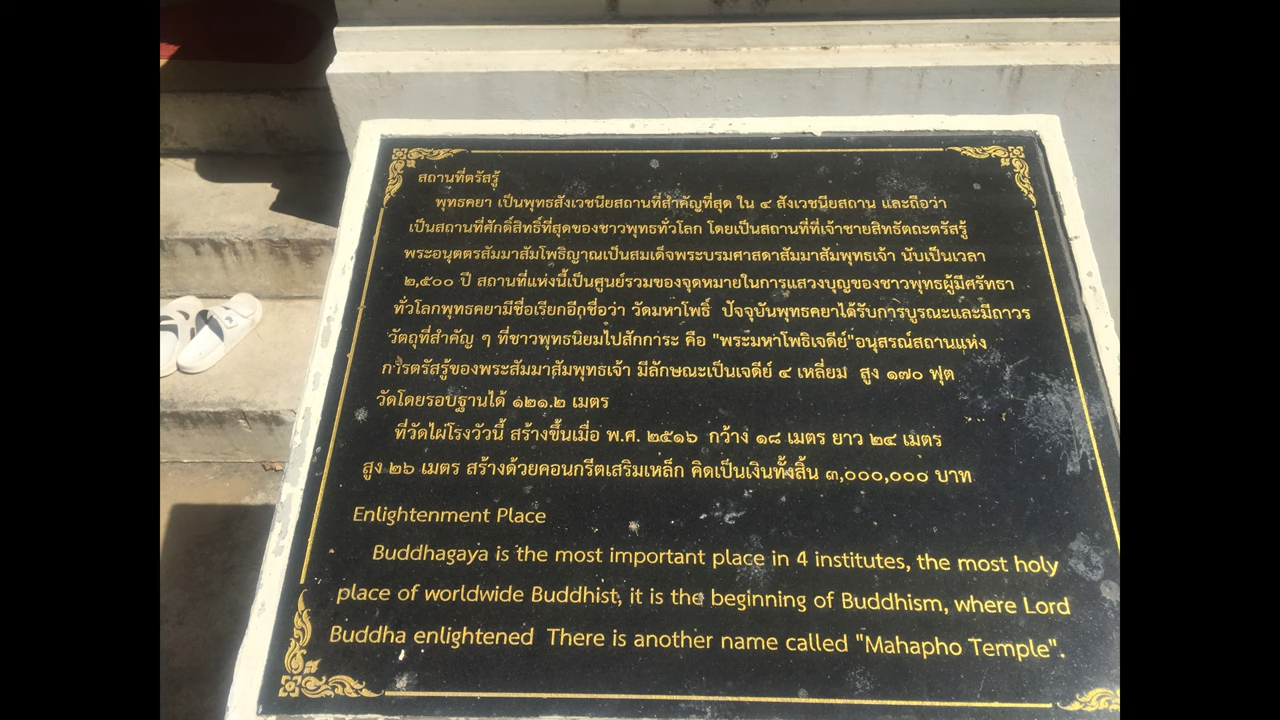 สถานที่ตรัสรู้
พุทธคยา เป็นพุทธสังเวชนียสถานที่สำคัญที่สุด ใน ๔ สังเวชนียสถาน และถือว่า
เป็นสถานที่ศักดิ์สิทธิ์ที่สุดของชาวพุทธทั่วโลก โดยเป็นสถานที่ที่เจ้าชายสิทธัตถะตรัสรู้
พระอนุตตรสัมมาสัมโพธิญาณเป็นสมเด็จพระบรมศาสดาสัมมาสัมพุทธเจ้า นับเป็นเวลา
๒,๕๐๐ ปี สถานที่แห่งนี้เป็นศูนย์รวมของจุดหมายในการแสวงบุญของชาวพุทธผู้มีศรัทธา
ทั่วโลกพุทธคยามีชื่อเรียกอีกชื่อว่า วัดมหาโพธิ์ ปัจจุบันพุทธคยาได้รับการบูรณะและมีถาวร
วัตถุที่สำคัญ ๆ ที่ชาวพุทธนิยมไปสักการะ คือ "พระมหาโพธิเจดีย์"อนุสรณ์สถานแห่ง
การตรัสรู้ของพระสัมมาสัมพุทธเจ้า มีลักษณะเป็นเจดีย์ ๔ เหลี่ยม สูง ๑๗๐ ฟุต
วัดโดยรอบฐานได้ ๑๒๑.๒ เมตร
ที่วัดไผ่โรงวัวนี้ สร้างขึ้นเมื่อ พ.ศ. ๒๕๑๖ กว้าง ๑๘ เมตร ยาว ๒๔ เมตร
สูง ๒๖ เมตร สร้างด้วยคอนกรีตเสริมเหล็ก คิดเป็นเงินทั้งสิ้น ๓,๐๐๐,๐๐๐ บาท
Enlightenment Place
Buddhagaya is the most important place in 4 institutes, the most holy
place of worldwide Buddhist, it is the beginning of Buddhism, where Lord
Buddha enlightened There is another name called "Mahapho Temple".